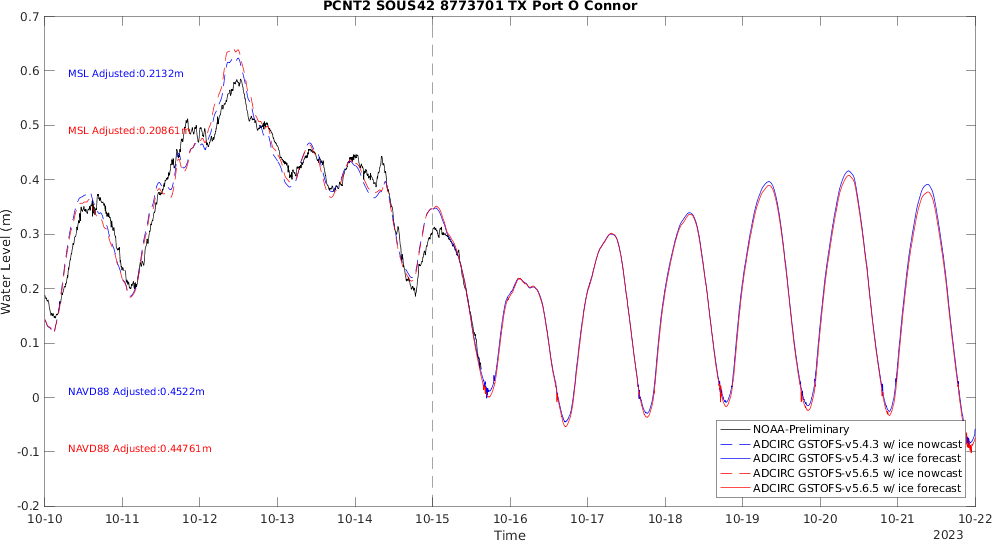 PCNT2 SOUS42 8773701 TX Port O Connor
0.7
0.6
0.5
0.4
0.3
0.2
0.1
0
-0.1
-0.2
Water Level (m)
MSL Adjusted:0.2132m
MSL Adjusted:0.20861m
NAVD88 Adjusted:0.4522m
NAVD88 Adjusted:0.44761m
NOAA-Preliminary
ADCIRC GSTOFS-v5.4.3 w/ ice nowcast
ADCIRC GSTOFS-v5.4.3 w/ ice forecast
ADCIRC GSTOFS-v5.6.5 w/ ice nowcast
ADCIRC GSTOFS-v5.6.5 w/ ice forecast
10-10 10-11 10-12 10-13 10-14 10-15 10-16 10-17 10-18 10-19 10-20 10-21 10-22
Time
2023